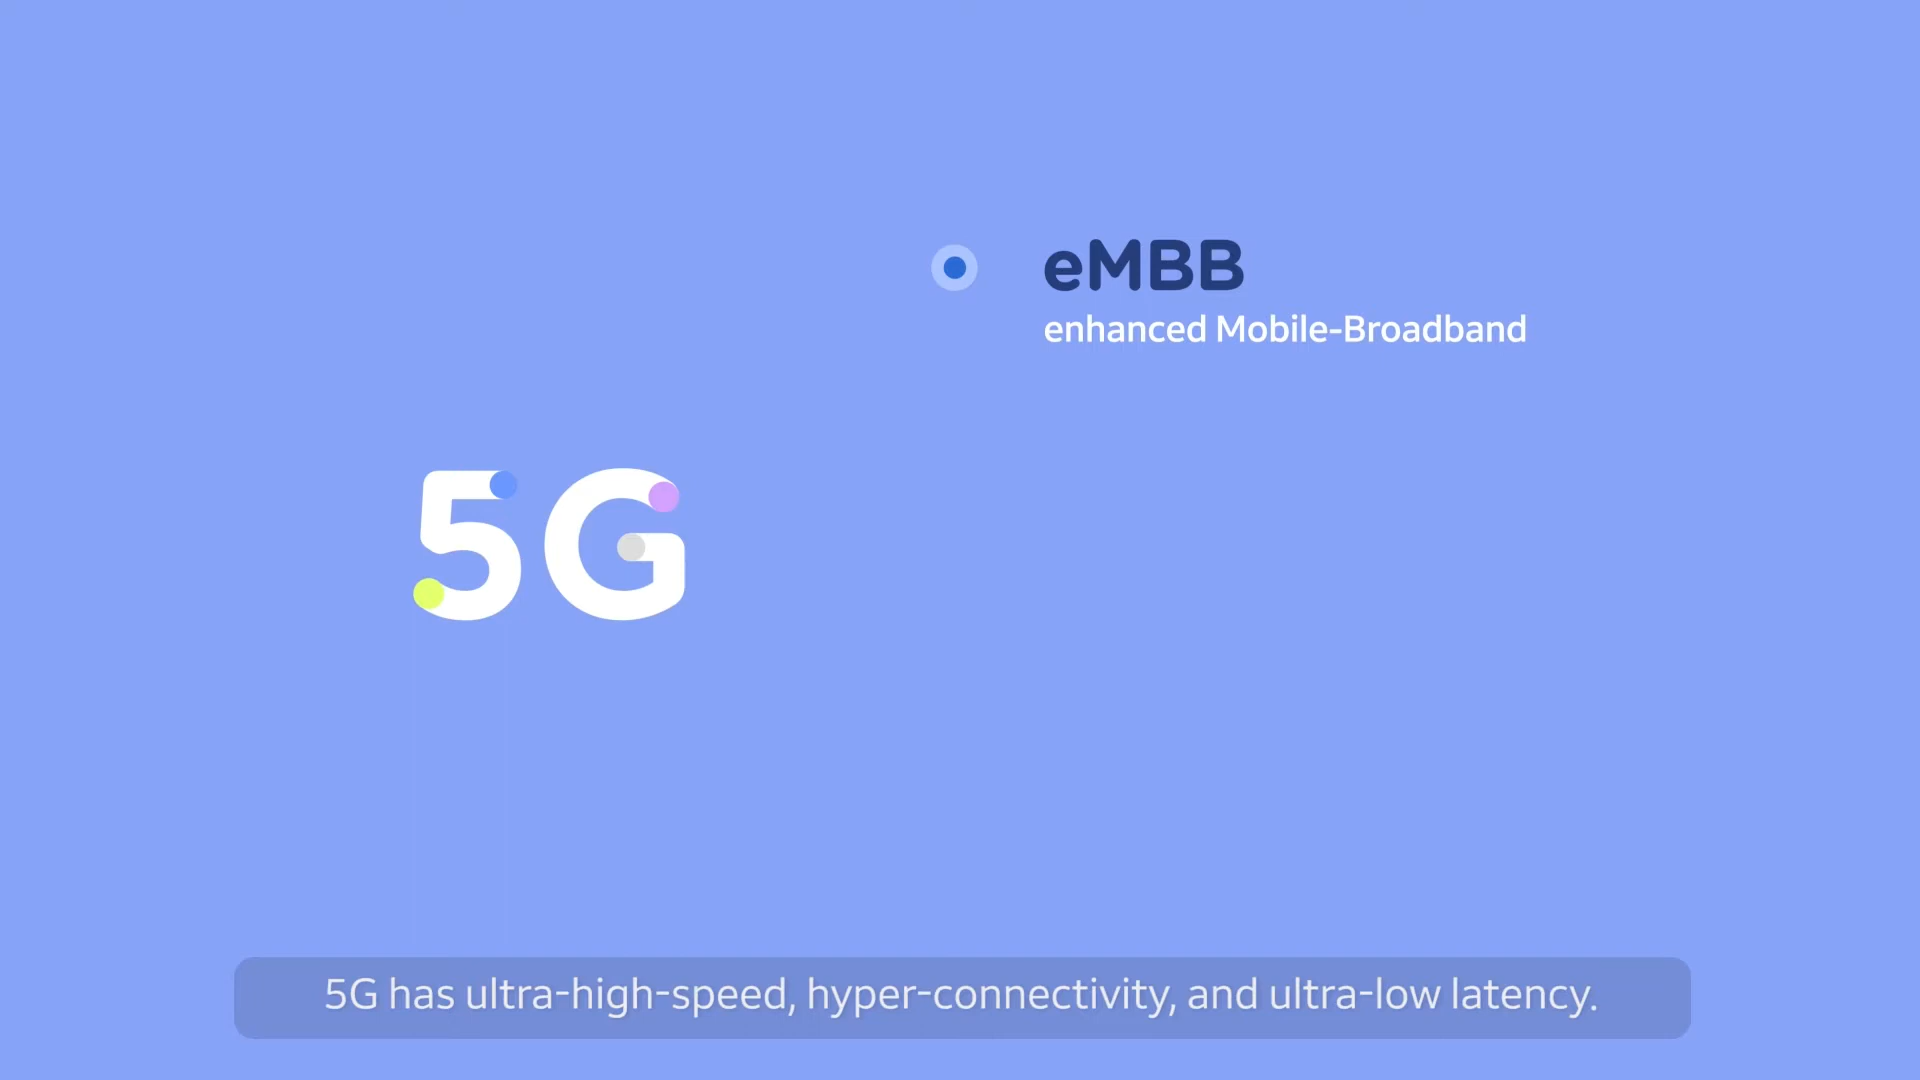 eMBB
enhanced Mobile-Broadband
5G
5G has ultra-high-speed, hyper-connectivity, and ultra-low latency.